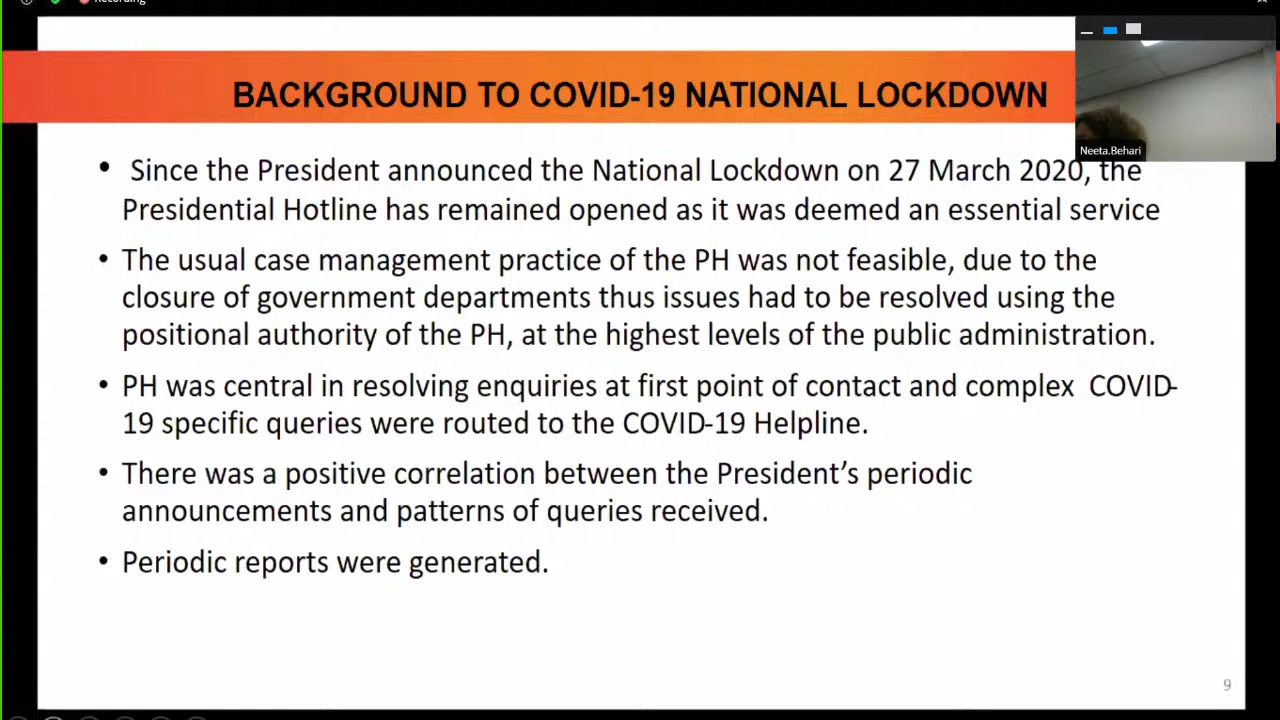 Recording
BACKGROUND TO COVID-19 NATIONAL LOCKDOWN
Neeta.Behari
• Since the President announced the National Lockdown on 27 March 2020, the
Presidential Hotline has remained opened as it was deemed an essential service
• The usual case management practice of the PH was not feasible, due to the
closure of government departments thus issues had to be resolved using the
positional authority of the PH, at the highest levels of the public administration.
• PH was central in resolving enquiries at first point of contact and complex  COVID-
19 specific queries were routed to the COVID-19 Helpline.
• There was a positive correlation between the President’s periodic
announcements and patterns of queries received.
• Periodic reports were generated.
9